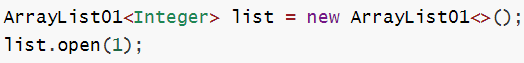 ArrayList01<Integer> list = new ArrayList01<>();
list.open(1);